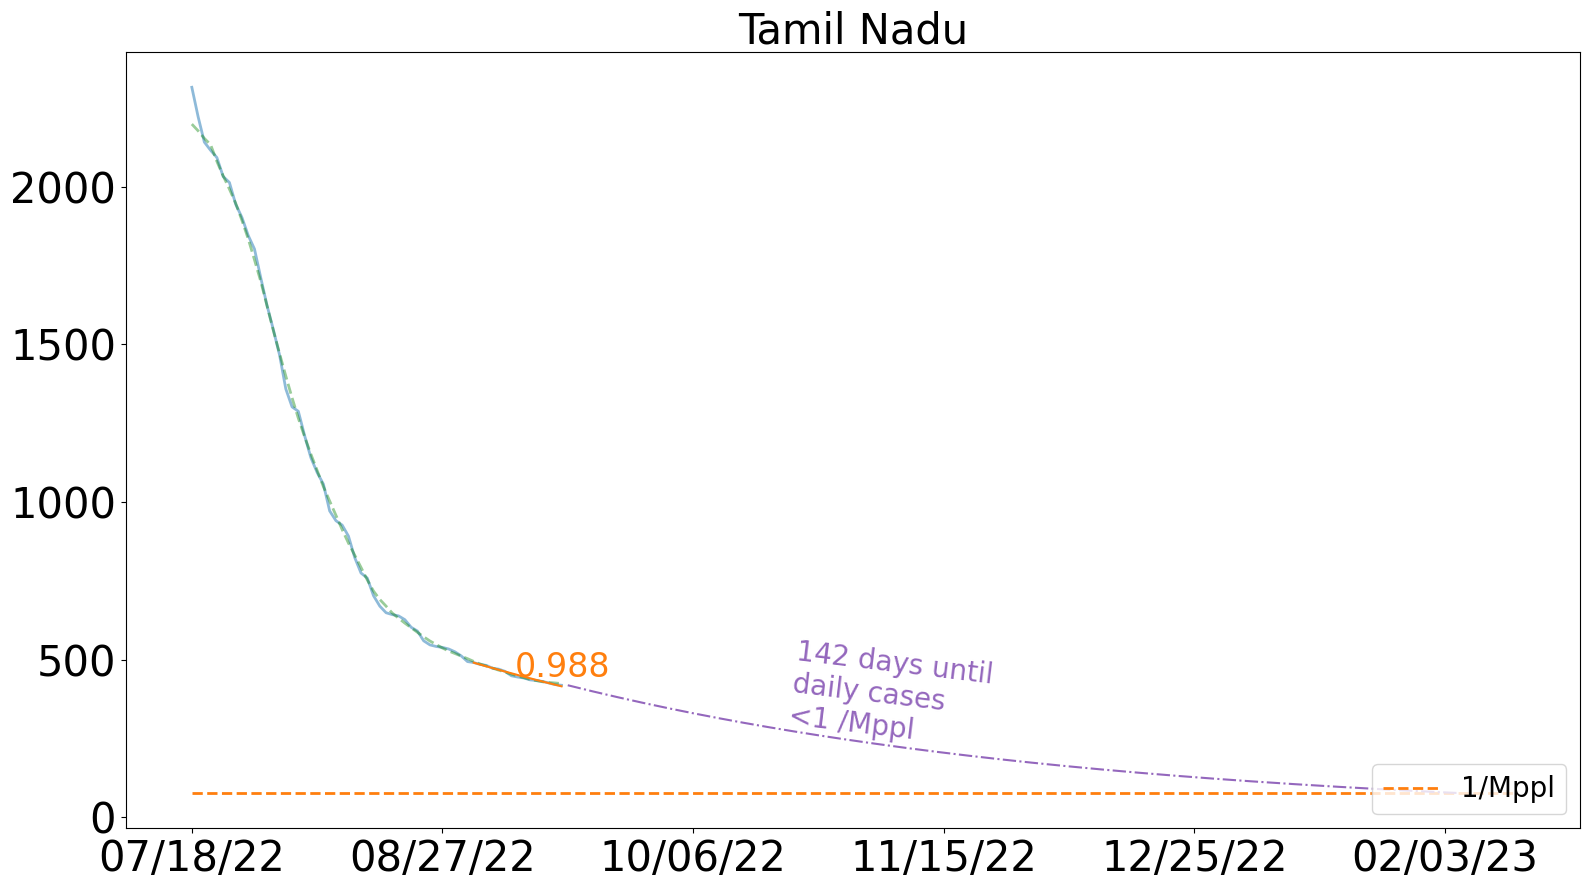 Tamil Nadu
2000
1500
1000
500
0
0.988
142 days until
daily cases
<1 /Mppl
1/Mppl
07/18/22 08/27/22 10/06/22 11/15/22 12/25/22 02/03/23